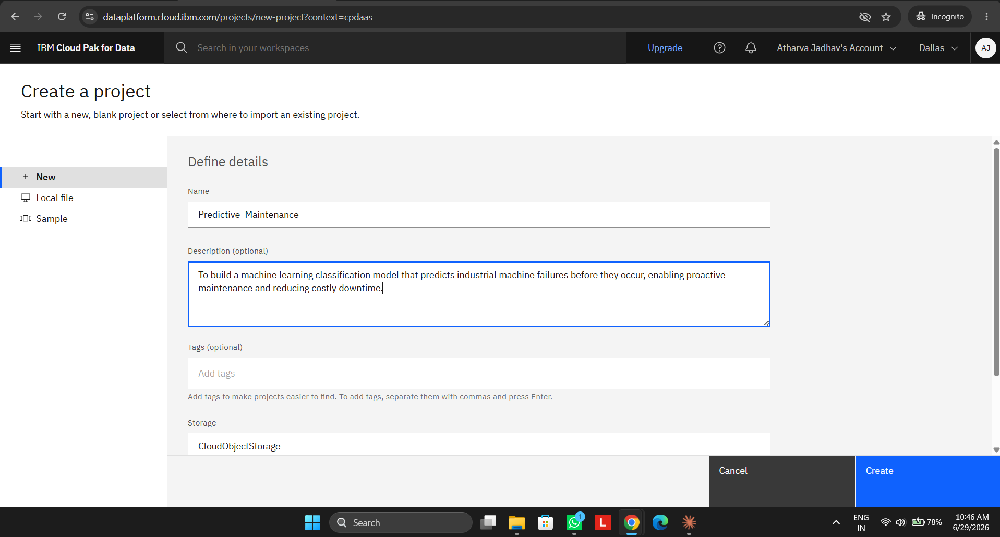 dataplatform.cloud.ibm.com/projects/new-project?context=cpdaas
Incognito
IBM Cloud Pak for Data
Search in your workspaces
Upgrade
Atharva Jadhav's Account
Dallas
AJ
Create a project
Start with a new, blank project or select from where to import an existing project.
New
Local file
Sample
Define details
Name
Predictive_Maintenance
Description (optional)
To build a machine learning classification model that predicts industrial machine failures before they occur, enabling proactive
maintenance and reducing costly downtime.
Tags (optional)
Add tags
Add tags to make projects easier to find. To add tags, separate them with commas and press Enter.
Storage
CloudObjectStorage
Cancel
Create
Search
1
L
ENG
IN
78%
10:46 AM
6/29/2026